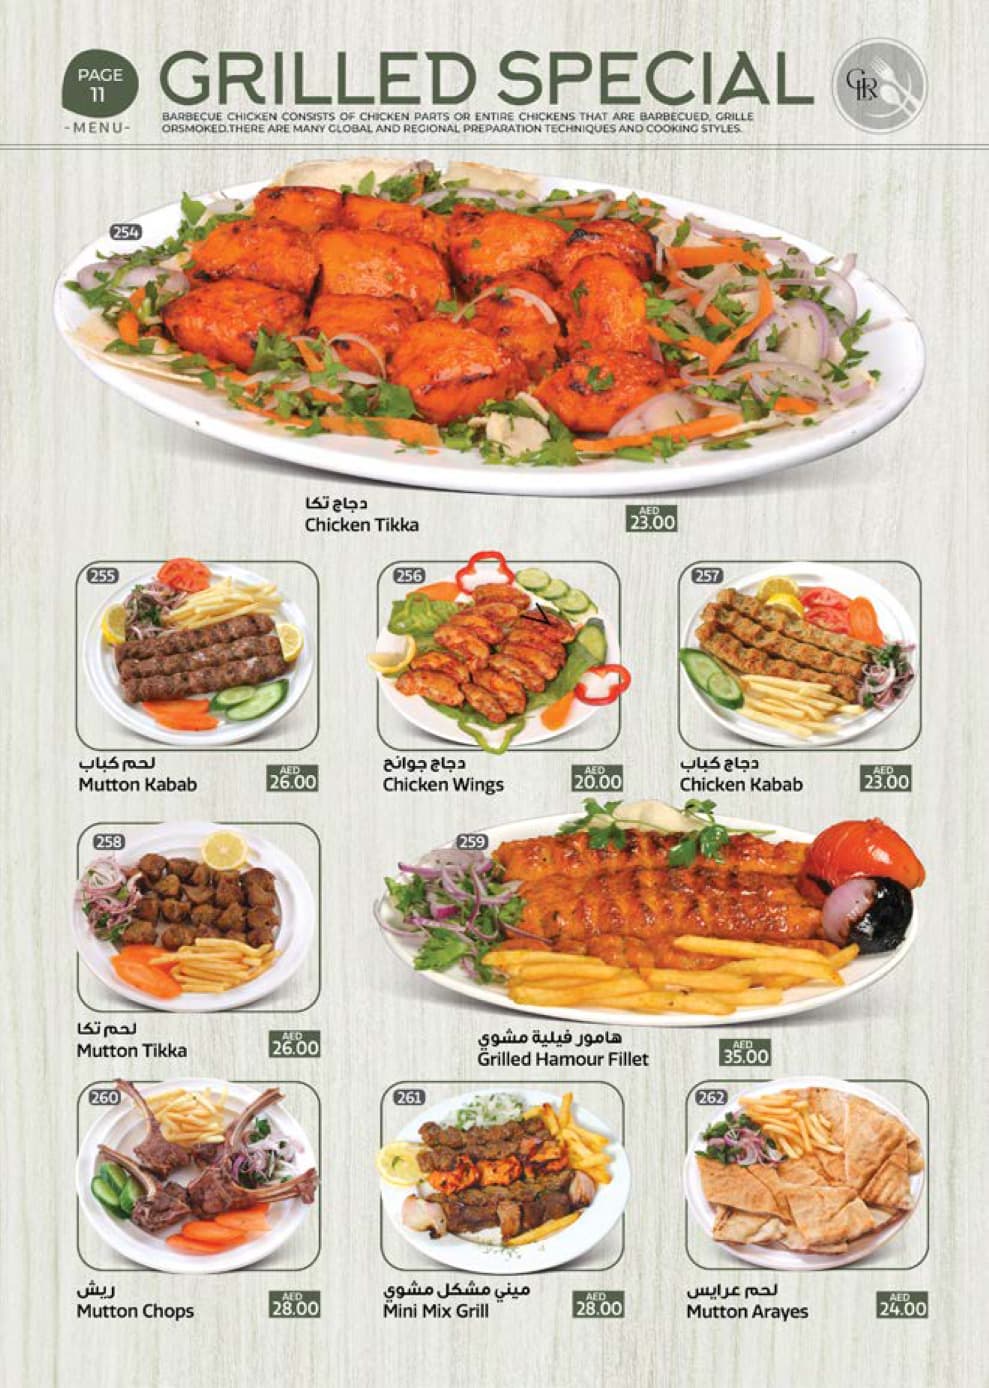 PAGE
11
-MENU-
GRILLED SPECIAL
BARBECUE CHICKEN CONSISTS OF CHICKEN PARTS OR ENTIRE CHICKENS THAT ARE BARBECUED, GRILLE
ORSMOKED.THERE ARE MANY GLOBAL AND REGIONAL PREPARATION TECHNIQUES AND COOKING STYLES.
GR
254
دجاج تكا
Chicken Tikka
AED
23.00
255
لحم كباب
Mutton Kabab
AED
26.00
256
دجاج جوانح
Chicken Wings
AED
20.00
257
دجاج كباب
Chicken Kabab
AED
23.00
258
لحم تكا
Mutton Tikka
AED
26.00
259
هامور فيلية مشوي
Grilled Hamour Fillet
AED
35.00
260
ريش
Mutton Chops
AED
28.00
261
ميني مشكل مشوي
Mini Mix Grill
AED
28.00
262
لحم عرايس
Mutton Arayes
AED
24.00